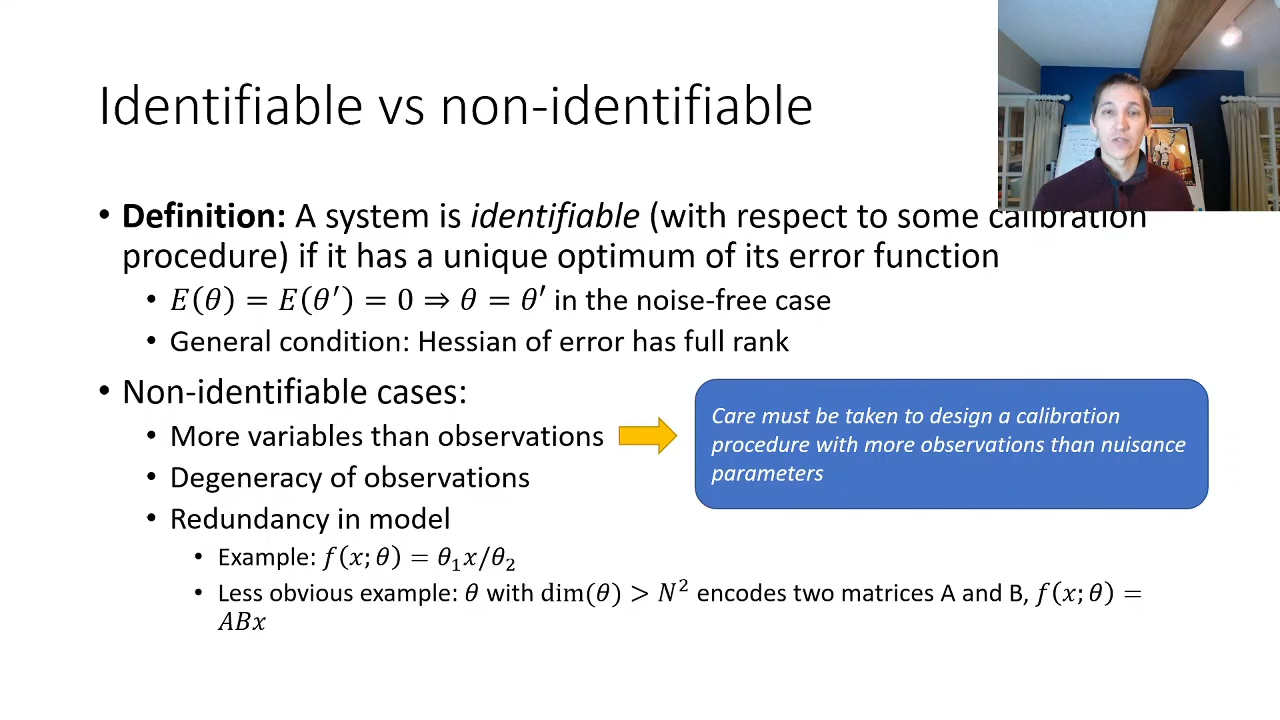 Identifiable vs non-identifiable
• Definition: A system is identifiable (with respect to some calibration
procedure) if it has a unique optimum of its error function
• E(θ) = E(θ′) = 0 ⇒ θ = θ′ in the noise-free case
• General condition: Hessian of error has full rank
• Non-identifiable cases:
• More variables than observations
Care must be taken to design a calibration
procedure with more observations than nuisance
parameters
• Degeneracy of observations
• Redundancy in model
• Example: f(x; θ) = θ₁x/θ₂
• Less obvious example: θ with dim(θ) > N² encodes two matrices A and B, f(x; θ) =
ABx